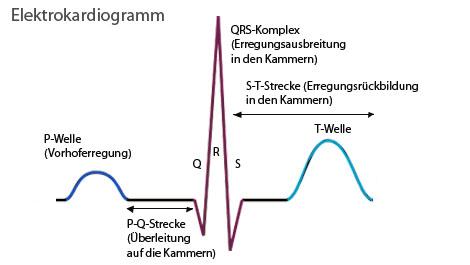 Elektrokardiogramm
QRS-Komplex
(Erregungsausbreitung
in den Kammern)
S-T-Strecke (Erregungsrückbildung
in den Kammern)
T-Welle
P-Welle
(Vorhoferregung)
Q
R
S
P-Q-Strecke
(Überleitung
auf die Kammern)